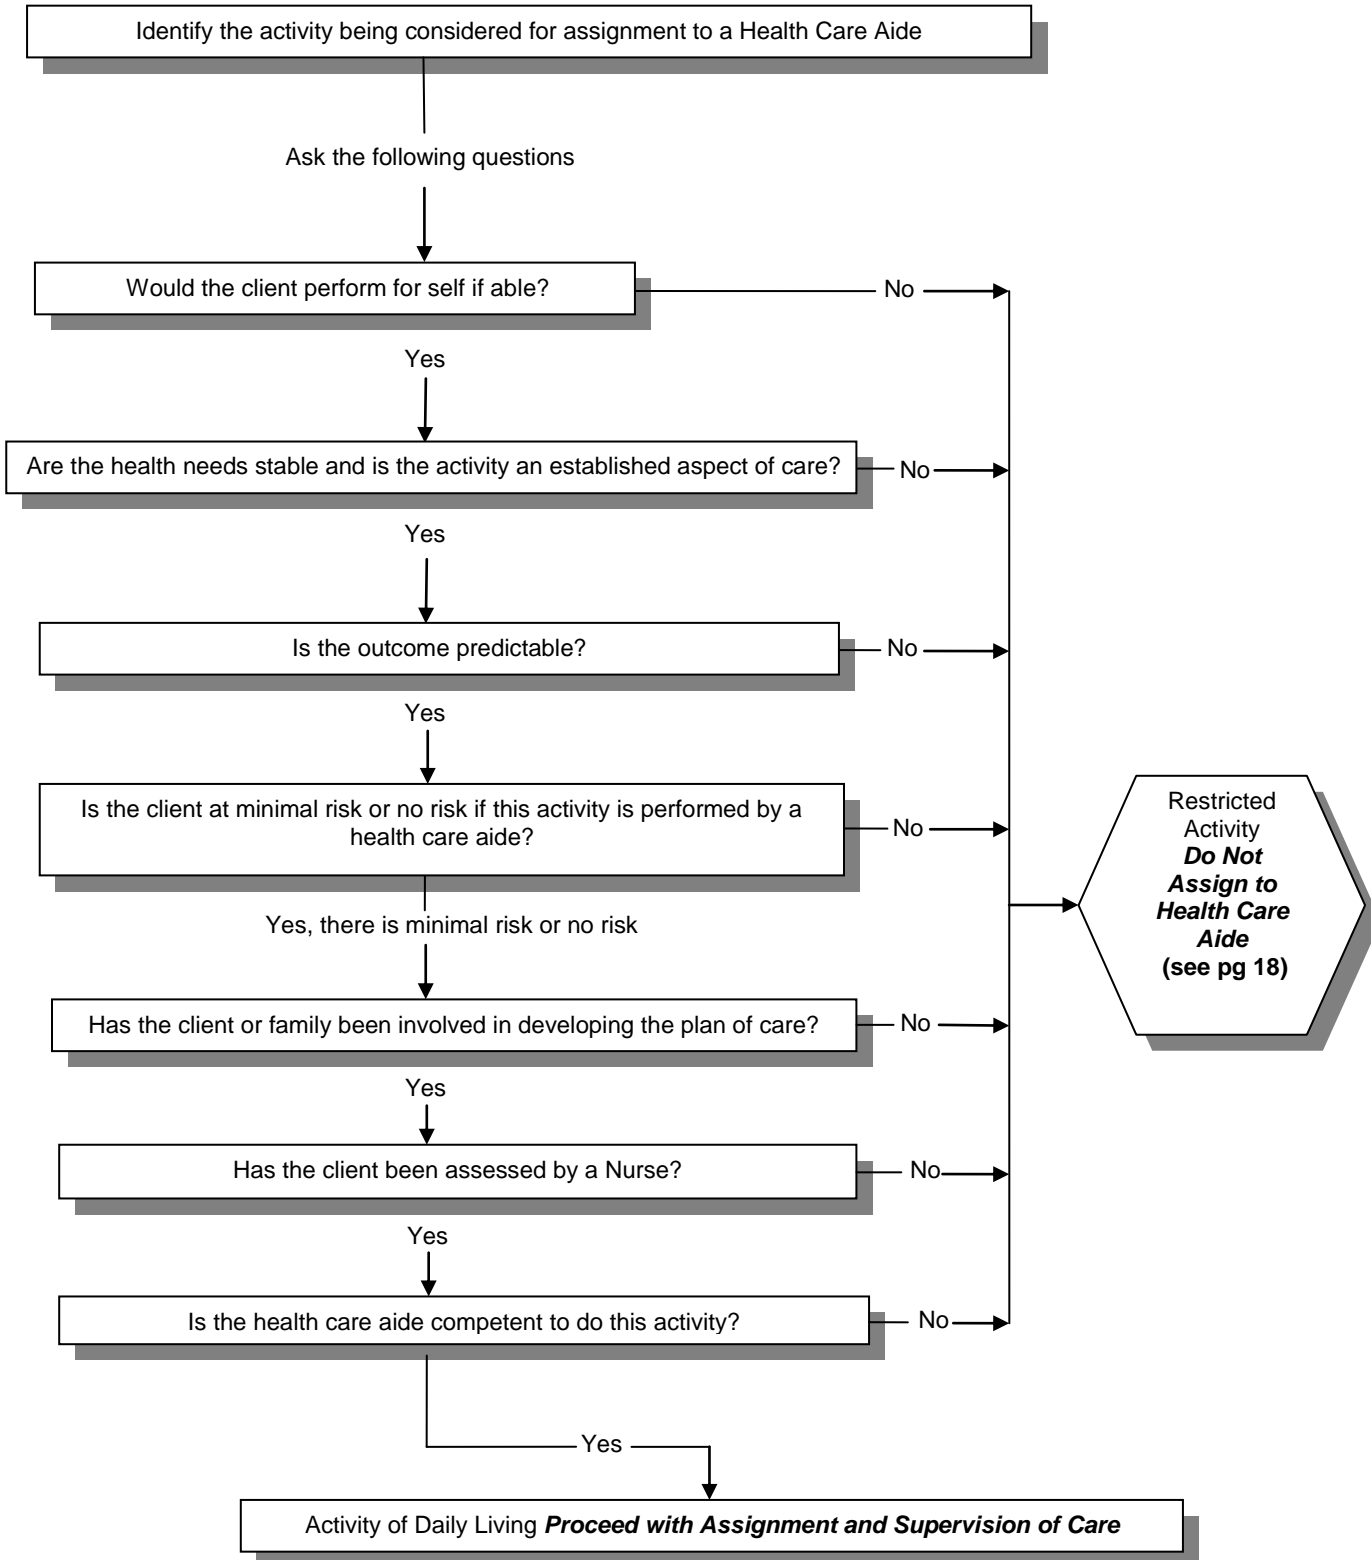 Identify the activity being considered for assignment to a Health Care Aide
Ask the following questions
Would the client perform for self if able?
No
Yes
Are the health needs stable and is the activity an established aspect of care?
No
Yes
Is the outcome predictable?
No
Yes
Is the client at minimal risk or no risk if this activity is performed by a
health care aide?
No
Yes, there is minimal risk or no risk
Has the client or family been involved in developing the plan of care?
No
Yes
Has the client been assessed by a Nurse?
No
Yes
Is the health care aide competent to do this activity?
No
Restricted
Activity
Do Not
Assign to
Health Care
Aide
(see pg 18)
Yes
Activity of Daily Living Proceed with Assignment and Supervision of Care